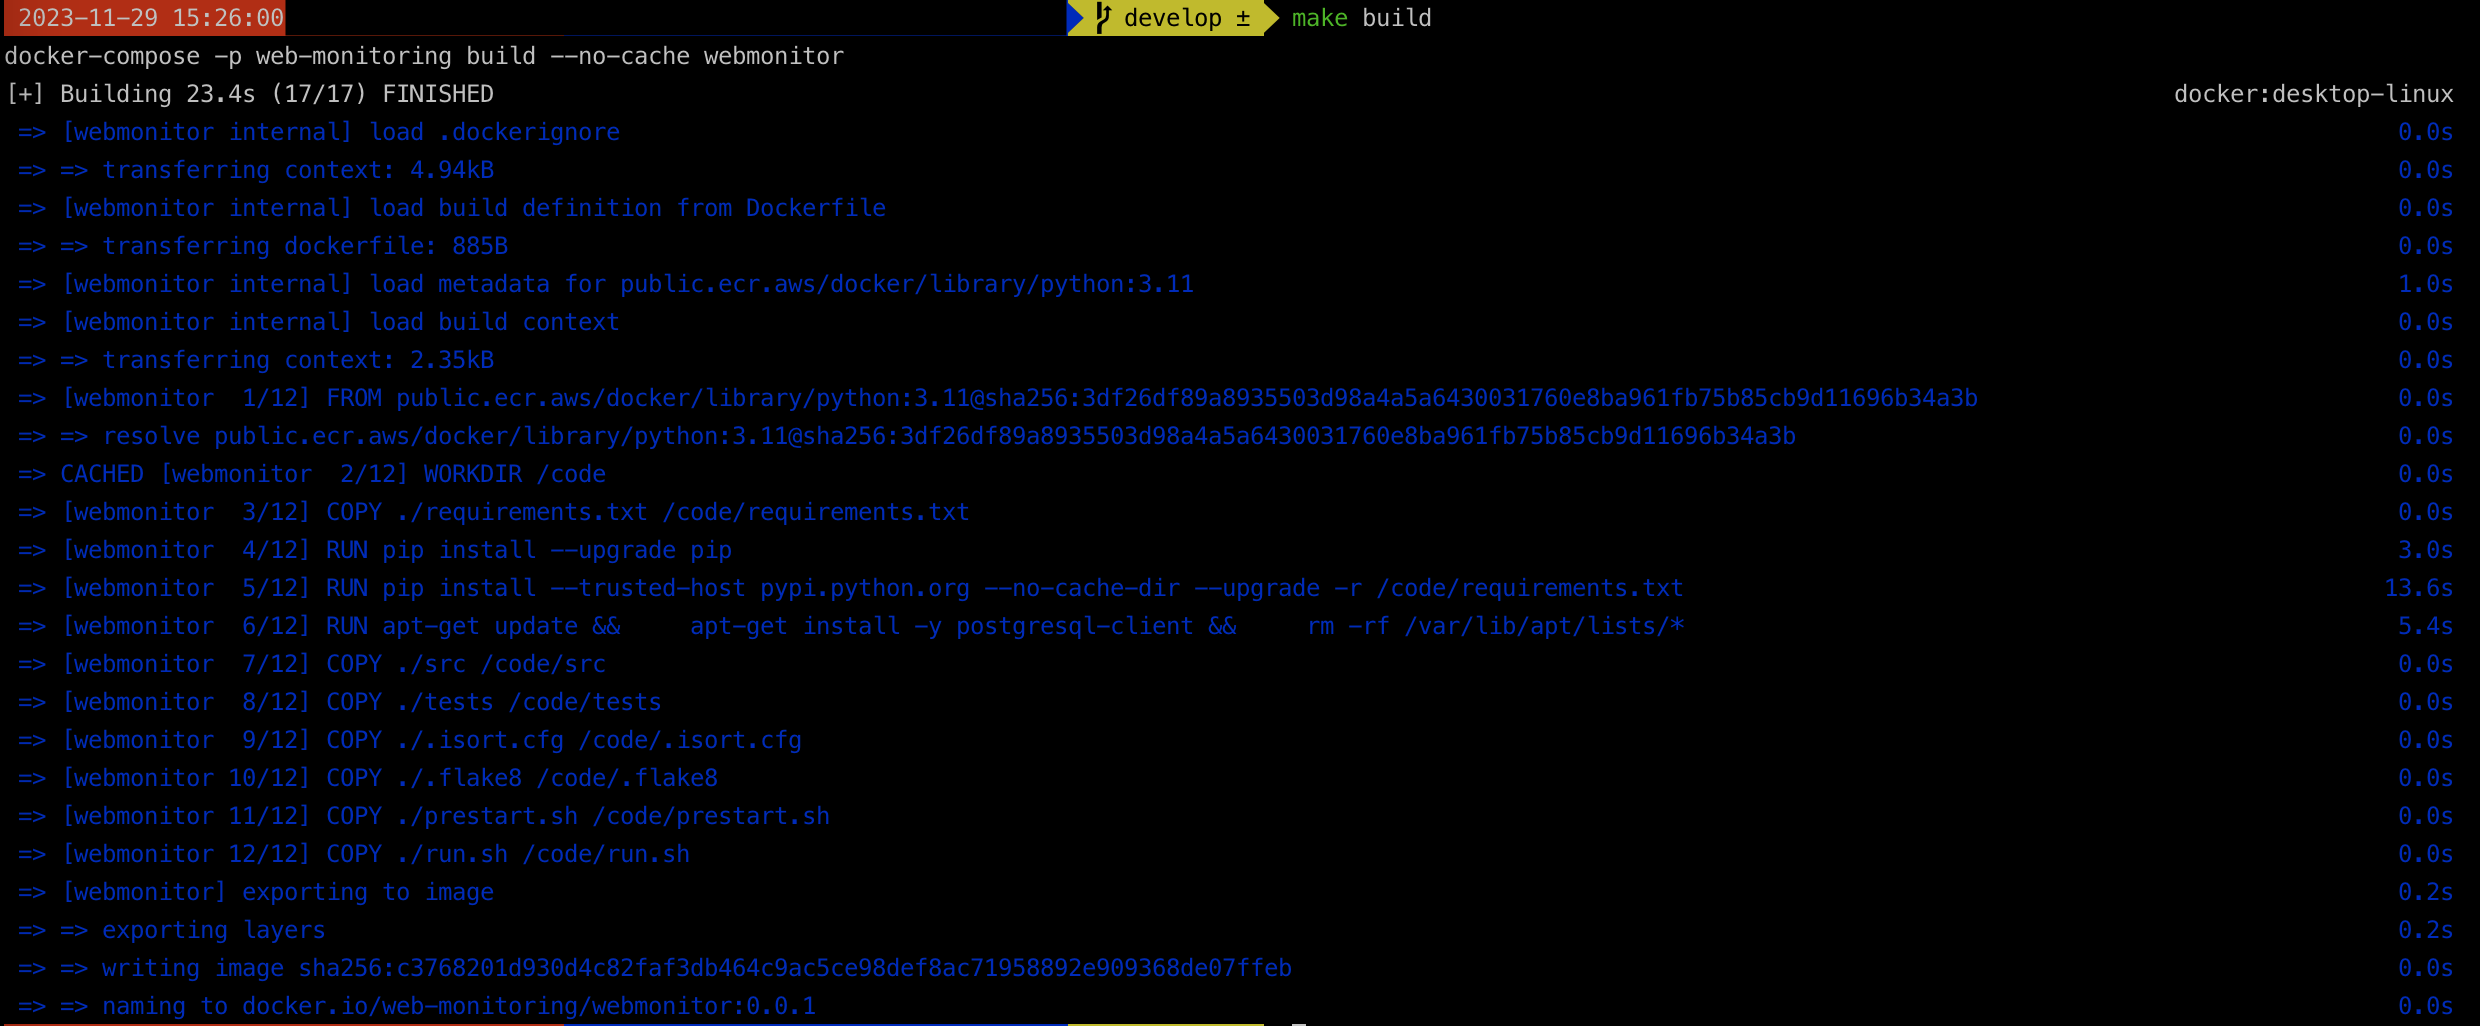 2023-11-29 15:26:00 develop ± make build
docker-compose -p web-monitoring build --no-cache webmonitor
[+] Building 23.4s (17/17) FINISHED docker:desktop-linux
=> [webmonitor internal] load .dockerignore 0.0s
=> => transferring context: 4.94kB 0.0s
=> [webmonitor internal] load build definition from Dockerfile 0.0s
=> => transferring dockerfile: 885B 0.0s
=> [webmonitor internal] load metadata for public.ecr.aws/docker/library/python:3.11 1.0s
=> [webmonitor internal] load build context 0.0s
=> => transferring context: 2.35kB 0.0s
=> [webmonitor  1/12] FROM public.ecr.aws/docker/library/python:3.11@sha256:3df26df89a8935503d98a4a5a6430031760e8ba961fb75b85cb9d11696b34a3b 0.0s
=> => resolve public.ecr.aws/docker/library/python:3.11@sha256:3df26df89a8935503d98a4a5a6430031760e8ba961fb75b85cb9d11696b34a3b 0.0s
=> CACHED [webmonitor  2/12] WORKDIR /code 0.0s
=> [webmonitor  3/12] COPY ./requirements.txt /code/requirements.txt 0.0s
=> [webmonitor  4/12] RUN pip install --upgrade pip 3.0s
=> [webmonitor  5/12] RUN pip install --trusted-host pypi.python.org --no-cache-dir --upgrade -r /code/requirements.txt 13.6s
=> [webmonitor  6/12] RUN apt-get update &&     apt-get install -y postgresql-client &&     rm -rf /var/lib/apt/lists/* 5.4s
=> [webmonitor  7/12] COPY ./src /code/src 0.0s
=> [webmonitor  8/12] COPY ./tests /code/tests 0.0s
=> [webmonitor  9/12] COPY ./.isort.cfg /code/.isort.cfg 0.0s
=> [webmonitor 10/12] COPY ./.flake8 /code/.flake8 0.0s
=> [webmonitor 11/12] COPY ./prestart.sh /code/prestart.sh 0.0s
=> [webmonitor 12/12] COPY ./run.sh /code/run.sh 0.0s
=> [webmonitor] exporting to image 0.2s
=> => exporting layers 0.2s
=> => writing image sha256:c3768201d930d4c82faf3db464c9ac5ce98def8ac71958892e909368de07ffeb 0.0s
=> => naming to docker.io/web-monitoring/webmonitor:0.0.1 0.0s